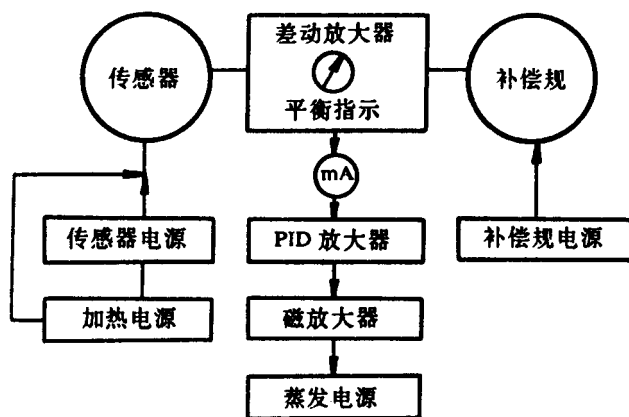 传感器
差动放大器
平衡指示
补偿规
mA
传感器电源
PID 放大器
补偿规电源
加热电源
磁放大器
蒸发电源